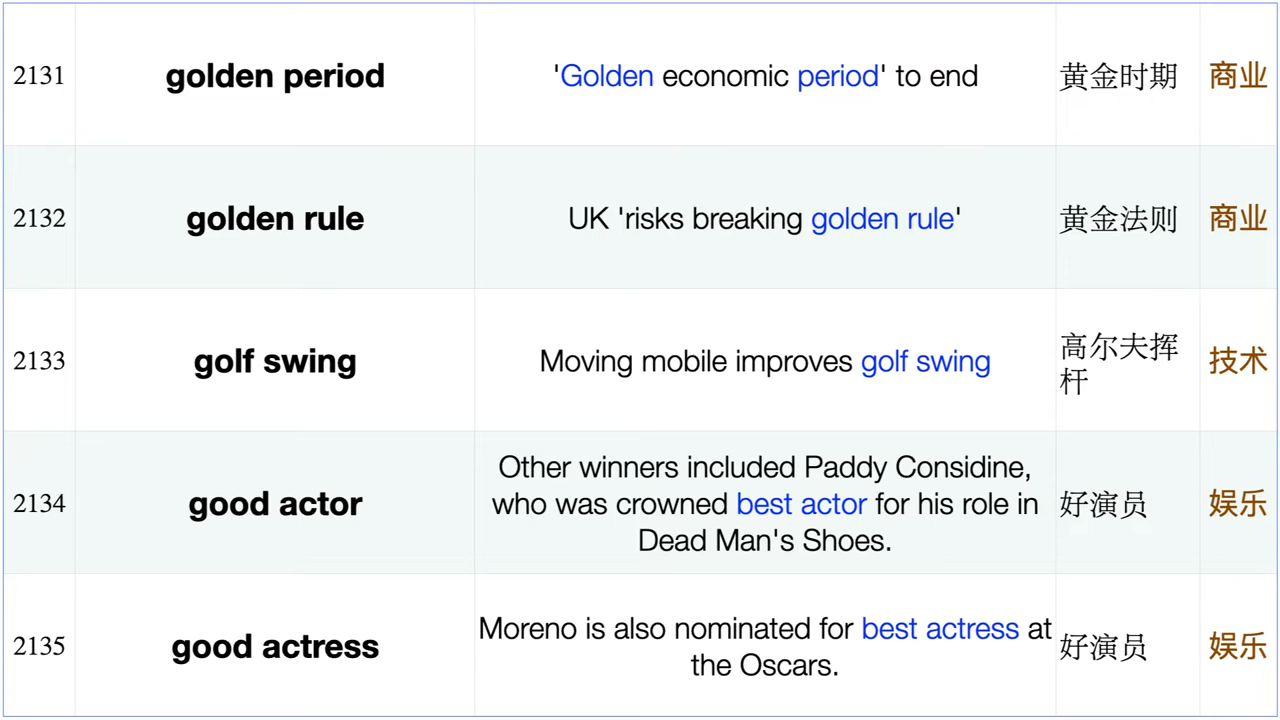 2131 golden period 'Golden economic period' to end 黄金时期 商业
2132 golden rule UK 'risks breaking golden rule' 黄金法则 商业
2133 golf swing Moving mobile improves golf swing 高尔夫挥
杆 技术
2134 good actor Other winners included Paddy Considine,
who was crowned best actor for his role in
Dead Man's Shoes. 好演员 娱乐
2135 good actress Moreno is also nominated for best actress at
the Oscars. 好演员 娱乐